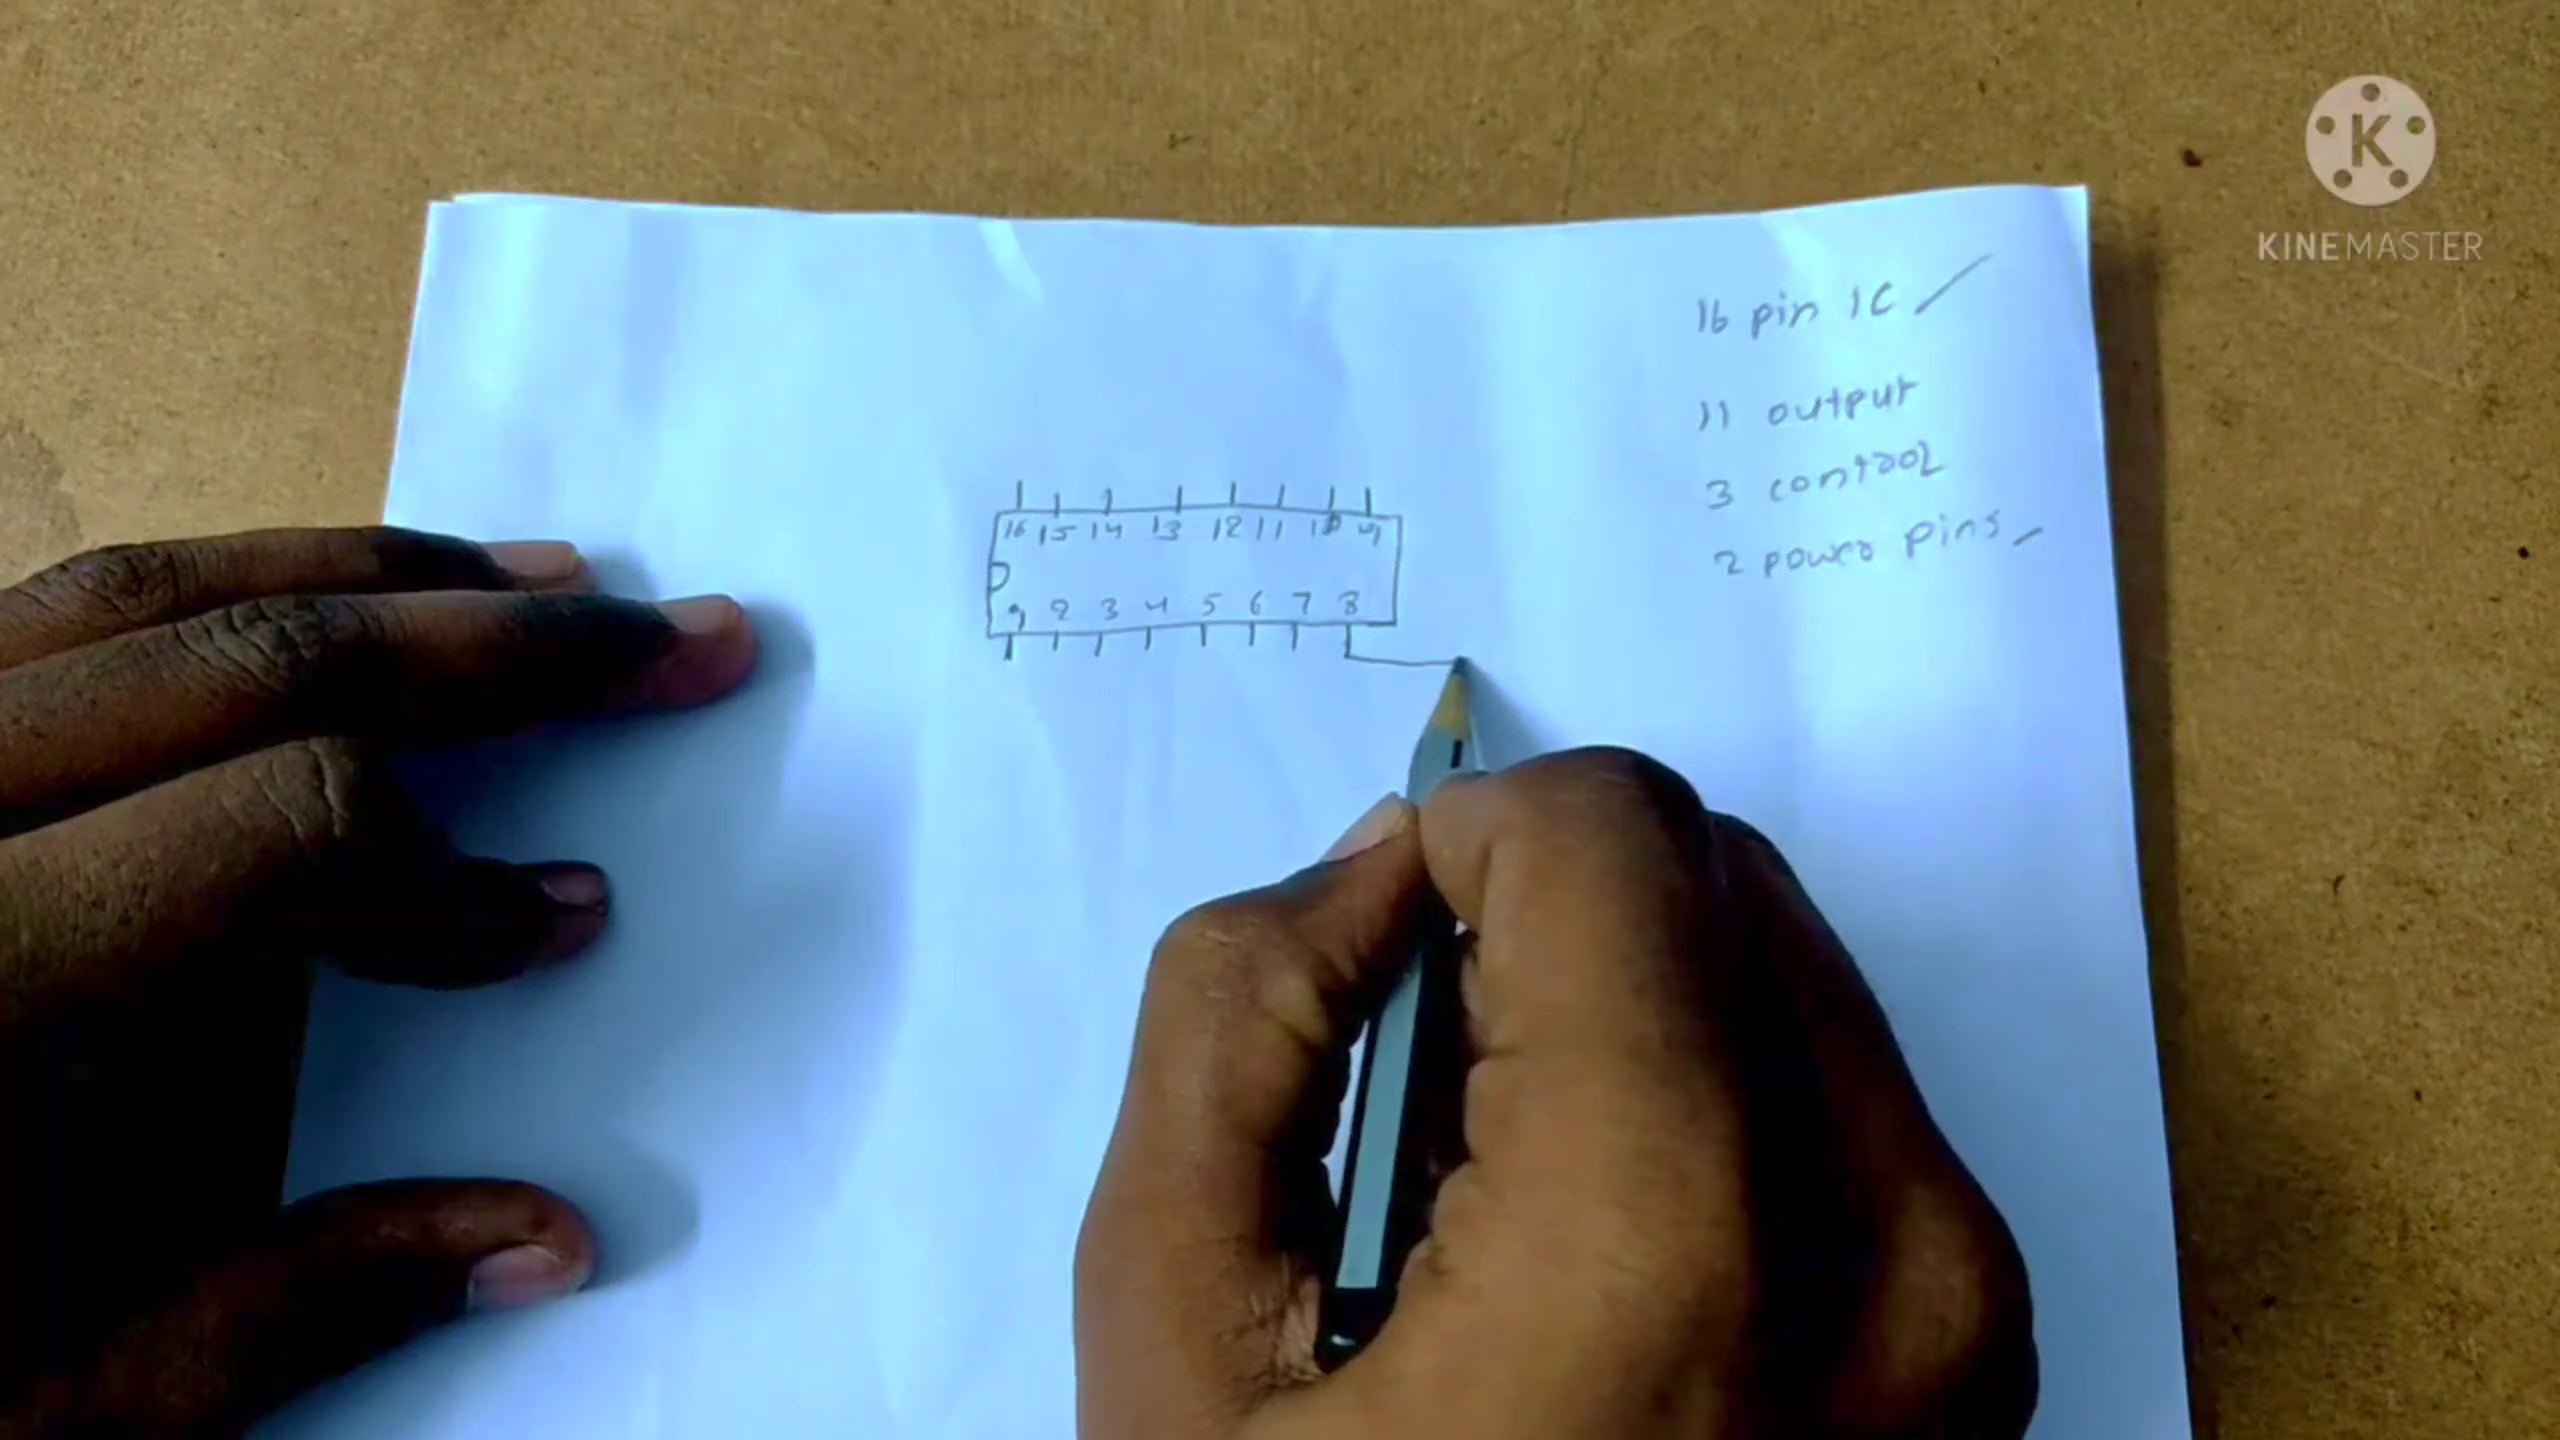 KINEMASTER
16 pin IC
11 output
3 control
2 power pins
16 15 14 13 12 11 10 9
1 2 3 4 5 6 7 8